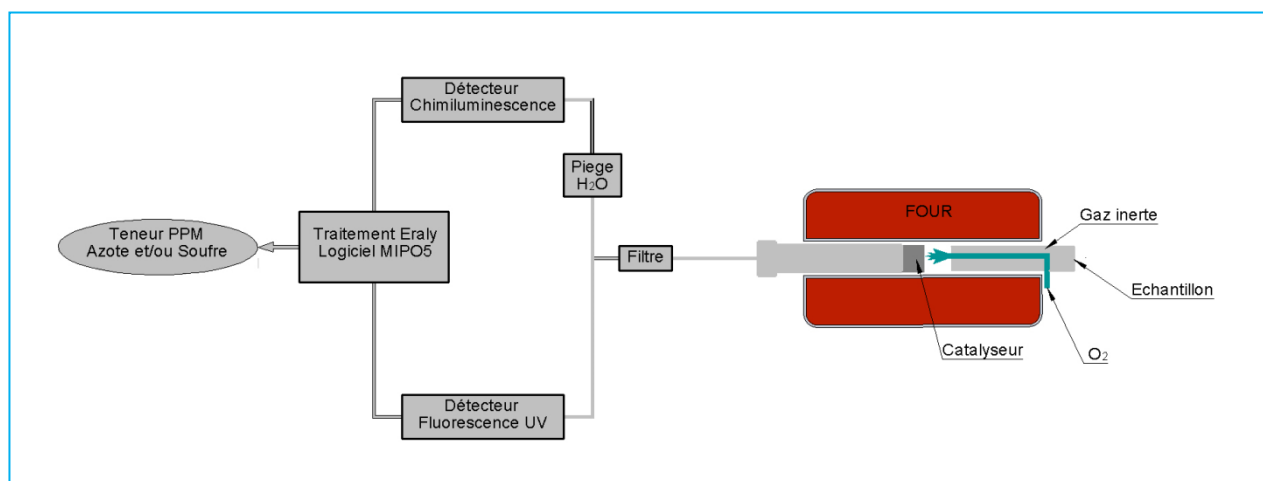 Détecteur
Chimiluminescence
Piege
H₂O
FOUR
Gaz inerte
Teneur PPM
Azote et/ou Soufre
Traitement Eraly
Logiciel MIPO5
Filtre
Echantillon
Catalyseur
O₂
Détecteur
Fluorescence UV